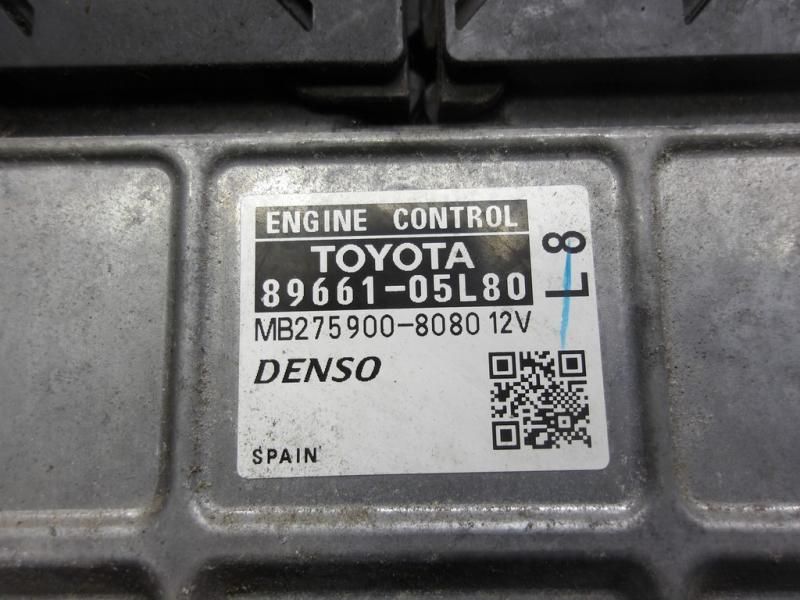 ENGINE CONTROL
TOYOTA
89661-05L80
L8
MB275900-8080 12V
DENSO
SPAIN